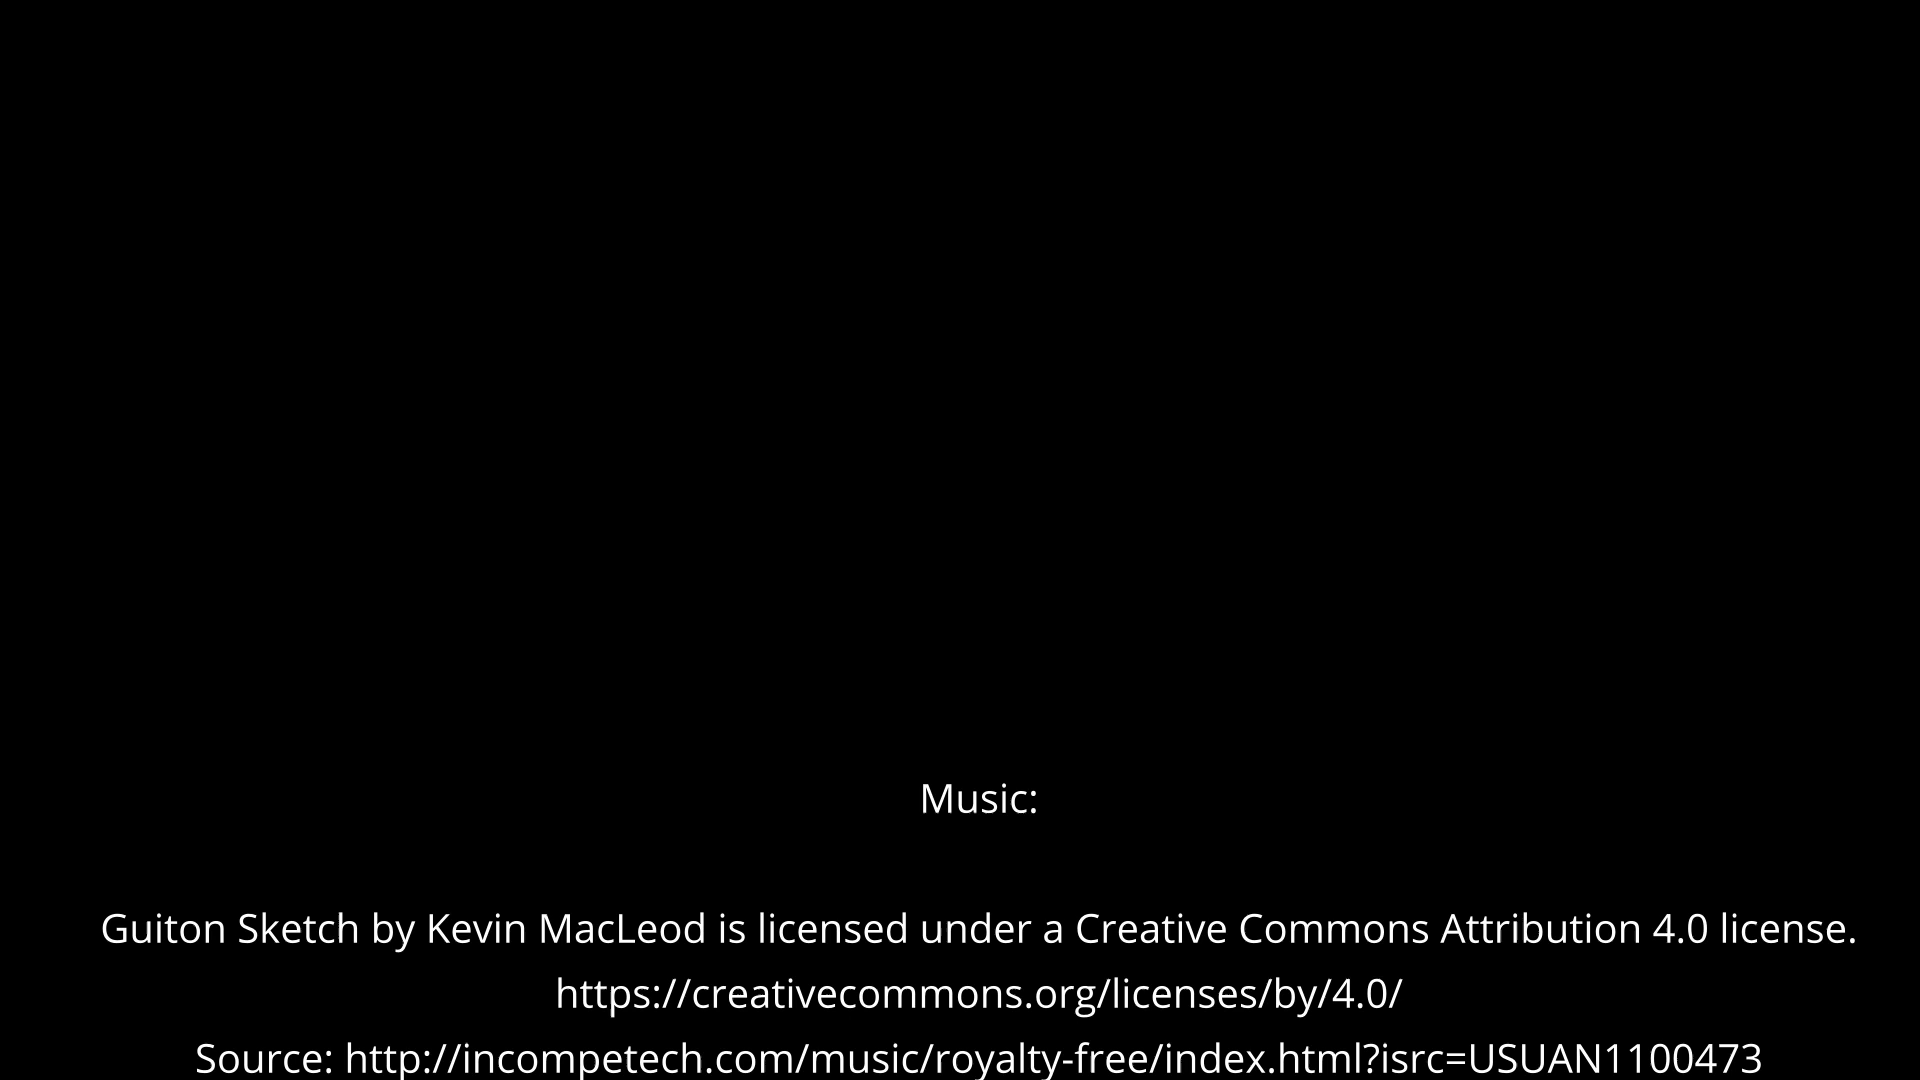 Music:
Guiton Sketch by Kevin MacLeod is licensed under a Creative Commons Attribution 4.0 license.
https://creativecommons.org/licenses/by/4.0/
Source: http://incompetech.com/music/royalty-free/index.html?isrc=USUAN1100473